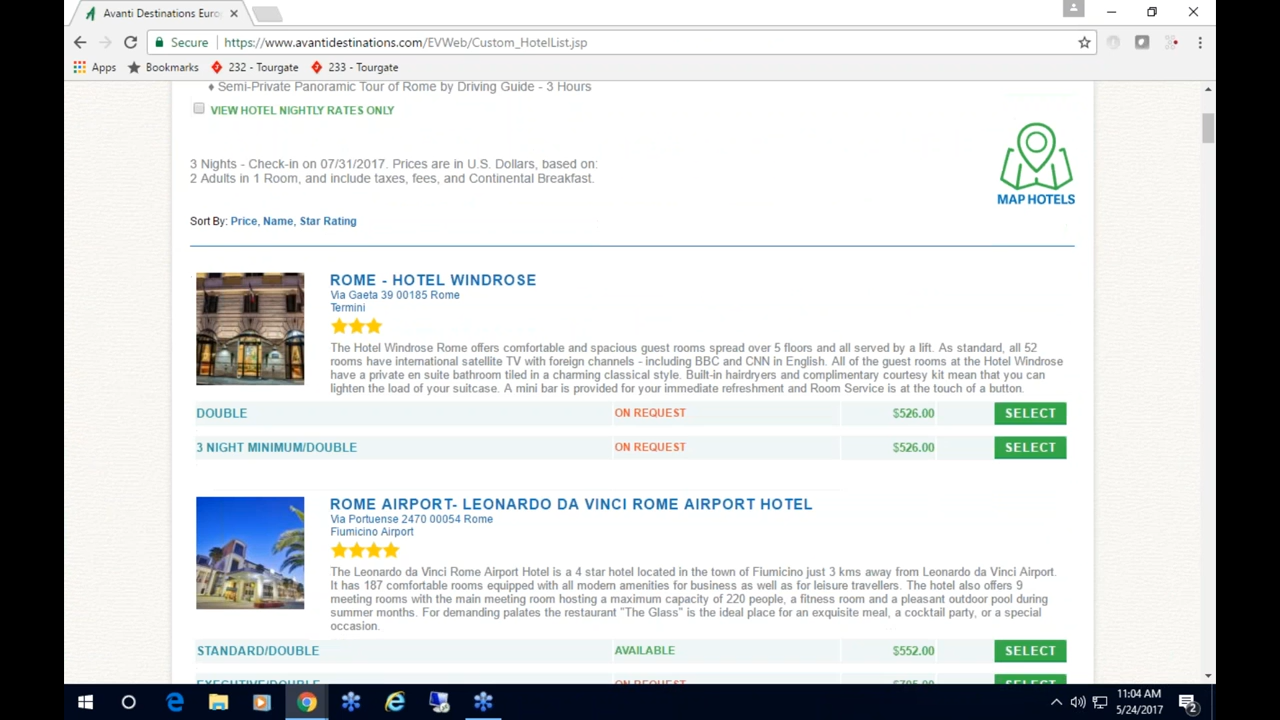 Avanti Destinations Euro
Secure https://www.avantidestinations.com/EVWeb/Custom_HotelList.jsp
Apps Bookmarks 232 - Tourgate 233 - Tourgate
♦ Semi-Private Panoramic Tour of Rome by Driving Guide - 3 Hours
VIEW HOTEL NIGHTLY RATES ONLY
3 Nights - Check-in on 07/31/2017. Prices are in U.S. Dollars, based on:
2 Adults in 1 Room, and include taxes, fees, and Continental Breakfast.
MAP HOTELS
Sort By: Price, Name, Star Rating
ROME - HOTEL WINDROSE
Via Gaeta 39 00185 Rome
Termini
The Hotel Windrose Rome offers comfortable and spacious guest rooms spread over 5 floors and all served by a lift. As standard, all 52
rooms have international satellite TV with foreign channels - including BBC and CNN in English. All of the guest rooms at the Hotel Windrose
have a private en suite bathroom tiled in a charming classical style. Built-in hairdryers and complimentary courtesy kit mean that you can
lighten the load of your suitcase. A mini bar is provided for your immediate refreshment and Room Service is at the touch of a button.
DOUBLE ON REQUEST $526.00 SELECT
3 NIGHT MINIMUM/DOUBLE ON REQUEST $526.00 SELECT
ROME AIRPORT- LEONARDO DA VINCI ROME AIRPORT HOTEL
Via Portuense 2470 00054 Rome
Fiumicino Airport
The Leonardo da Vinci Rome Airport Hotel is a 4 star hotel located in the town of Fiumicino just 3 kms away from Leonardo da Vinci Airport.
It has 187 comfortable rooms equipped with all modern amenities for business as well as for leisure travellers. The hotel also offers 9
meeting rooms with the main meeting room hosting a maximum capacity of 220 people, a fitness room and a pleasant outdoor pool during
summer months. For demanding palates the restaurant "The Glass" is the ideal place for an exquisite meal, a cocktail party, or a special
occasion.
STANDARD/DOUBLE AVAILABLE $552.00 SELECT
EXECUTIVE/DOUBLE ON REQUEST SELECT
11:04 AM
5/24/2017
2